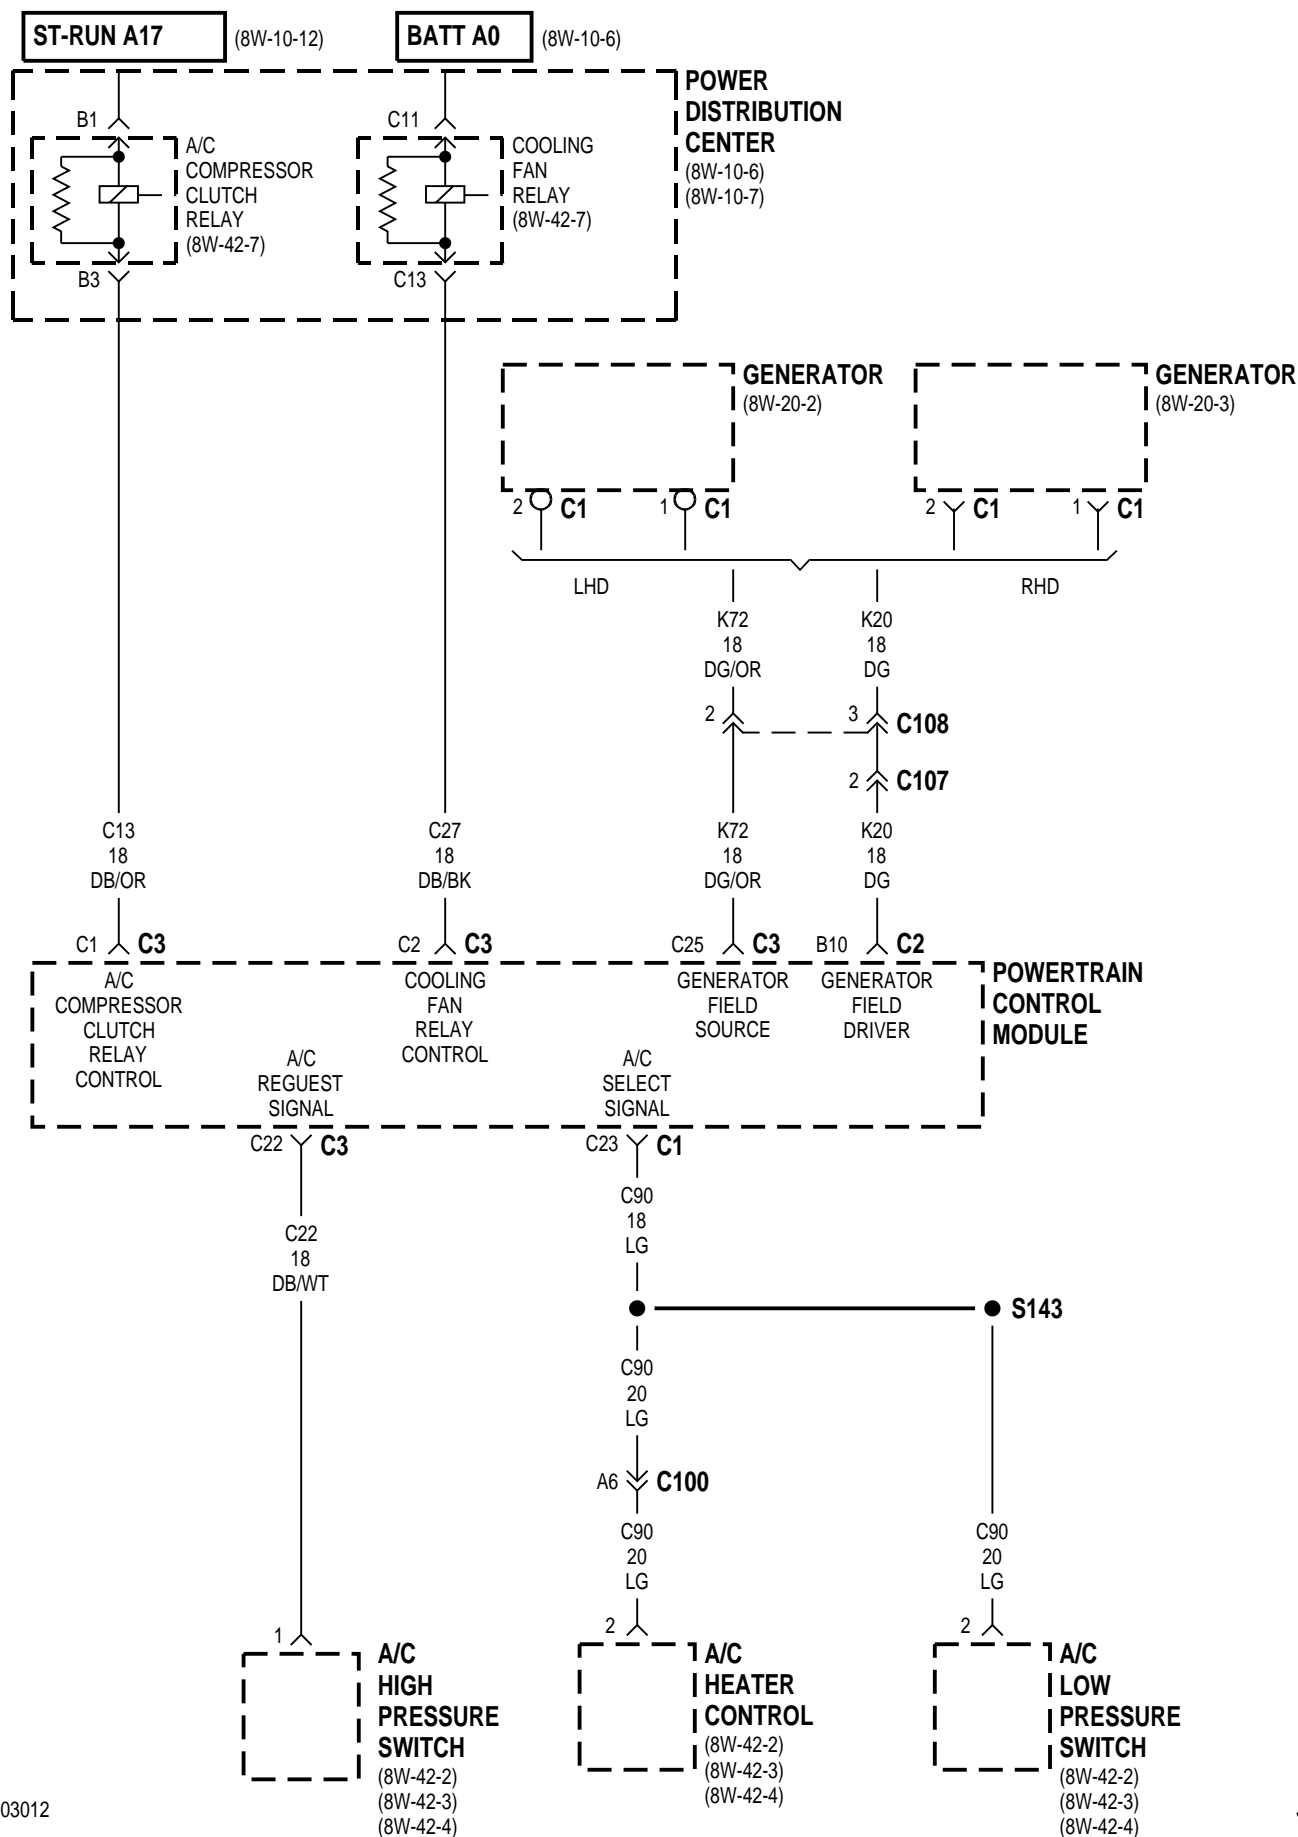 ST-RUN A17
(8W-10-12)
BATT A0
(8W-10-6)
POWER
DISTRIBUTION
CENTER
(8W-10-6)
(8W-10-7)
B1
A/C
COMPRESSOR
CLUTCH
RELAY
(8W-42-7)
B3
C11
COOLING
FAN
RELAY
(8W-42-7)
C13
GENERATOR
(8W-20-2)
GENERATOR
(8W-20-3)
2 C1
1 C1
2 C1
1 C1
LHD
RHD
K72
18
DG/OR
K20
18
DG
2
3 C108
2 C107
C13
18
DB/OR
C27
18
DB/BK
K72
18
DG/OR
K20
18
DG
C1 C3
C2 C3
C25 C3
B10 C2
A/C
COMPRESSOR
CLUTCH
RELAY
CONTROL
COOLING
FAN
RELAY
CONTROL
GENERATOR
FIELD
SOURCE
GENERATOR
FIELD
DRIVER
POWERTRAIN
CONTROL
MODULE
A/C
REGUEST
SIGNAL
A/C
SELECT
SIGNAL
C22 C3
C23 C1
C22
18
DB/WT
C90
18
LG
S143
C90
20
LG
A6 C100
C90
20
LG
C90
20
LG
1
2
2
A/C
HIGH
PRESSURE
SWITCH
(8W-42-2)
(8W-42-3)
(8W-42-4)
A/C
HEATER
CONTROL
(8W-42-2)
(8W-42-3)
(8W-42-4)
A/C
LOW
PRESSURE
SWITCH
(8W-42-2)
(8W-42-3)
(8W-42-4)
03012